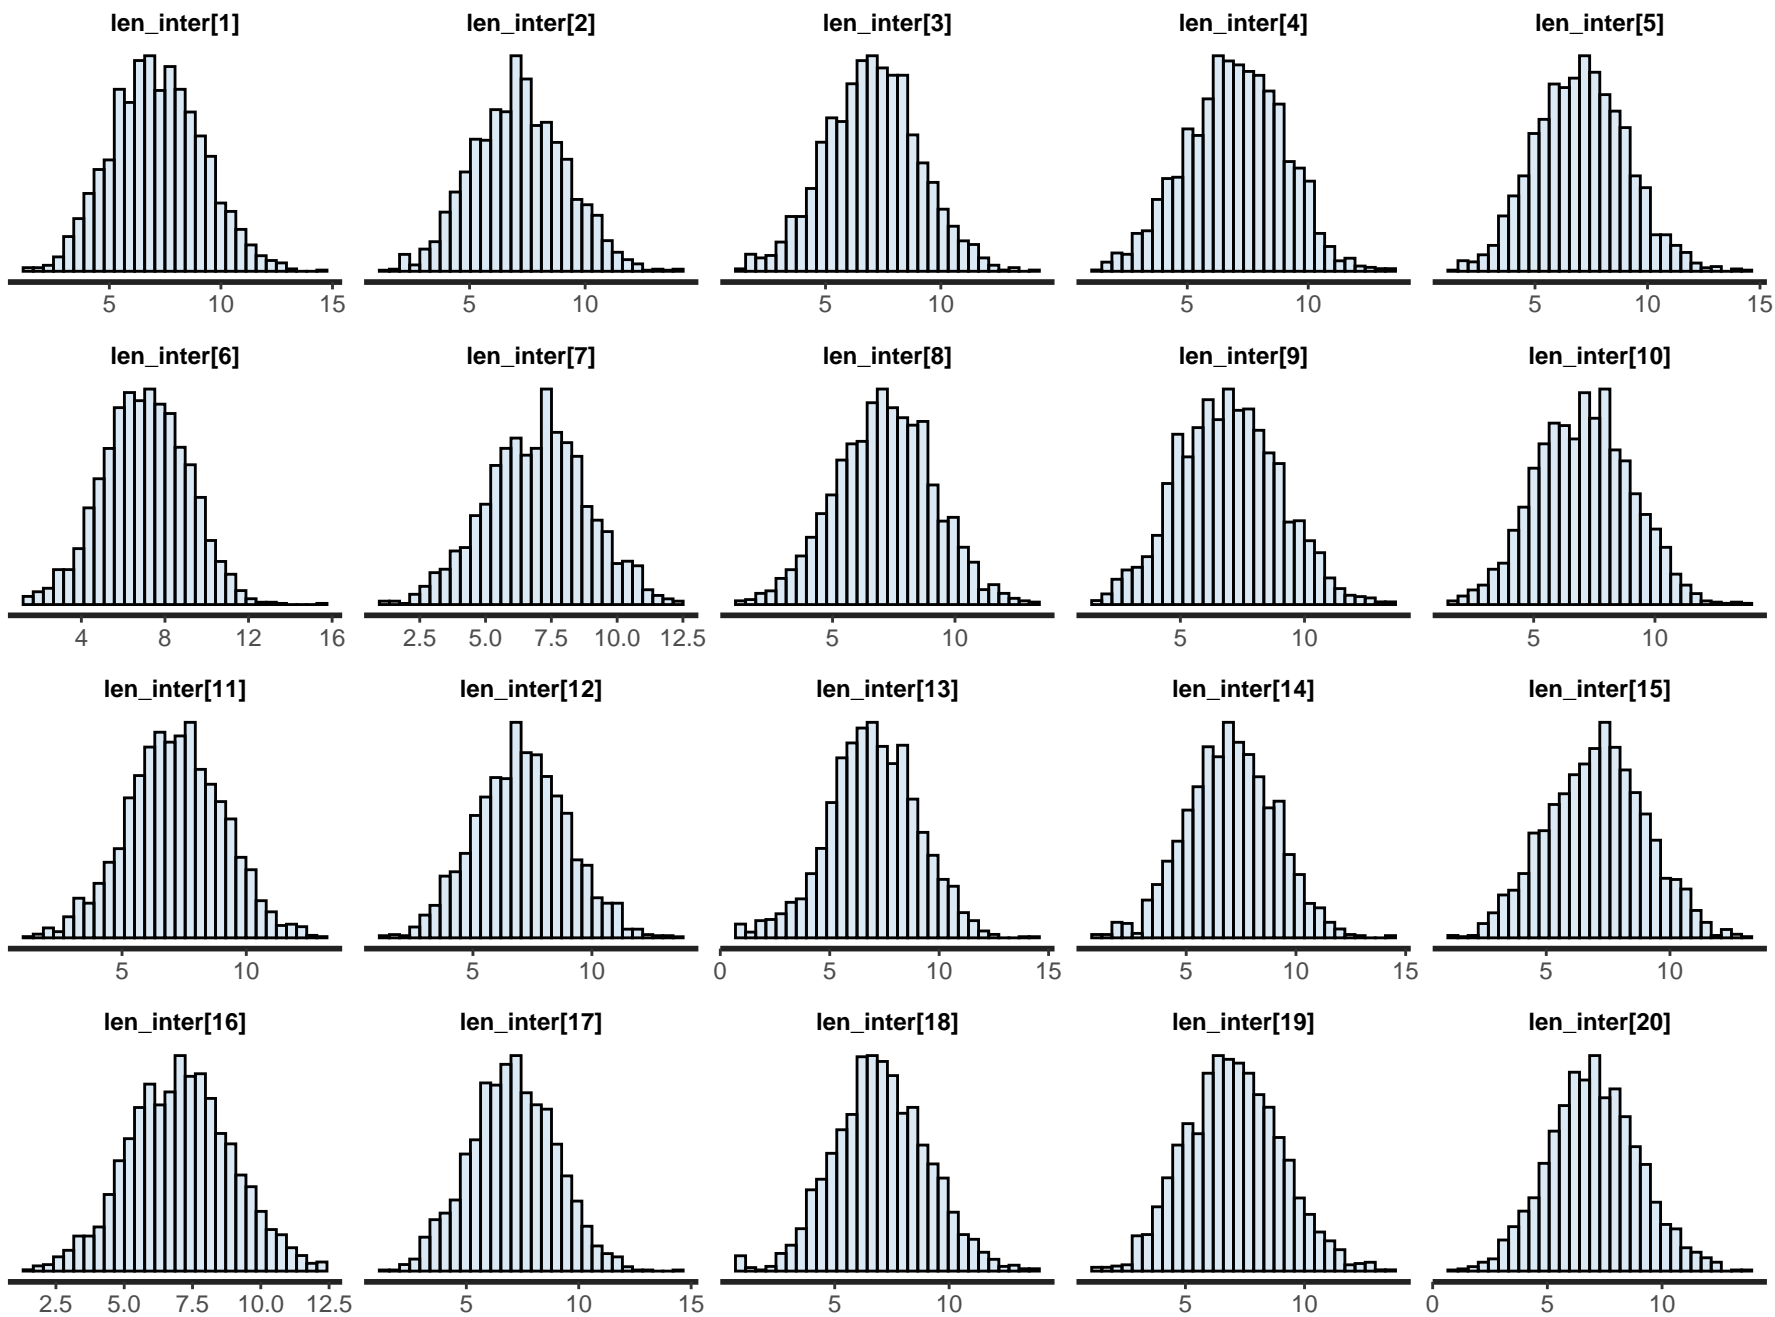 len_inter[1] len_inter[2] len_inter[3] len_inter[4] len_inter[5]
5 10 15 5 10 5 10 5 10 5 10 15
len_inter[6] len_inter[7] len_inter[8] len_inter[9] len_inter[10]
4 8 12 16 2.5 5.0 7.5 10.0 12.5 5 10 5 10 5 10
len_inter[11] len_inter[12] len_inter[13] len_inter[14] len_inter[15]
5 10 5 10 0 5 10 15 5 10 15 5 10
len_inter[16] len_inter[17] len_inter[18] len_inter[19] len_inter[20]
2.5 5.0 7.5 10.0 12.5 5 10 15 5 10 5 10 0 5 10